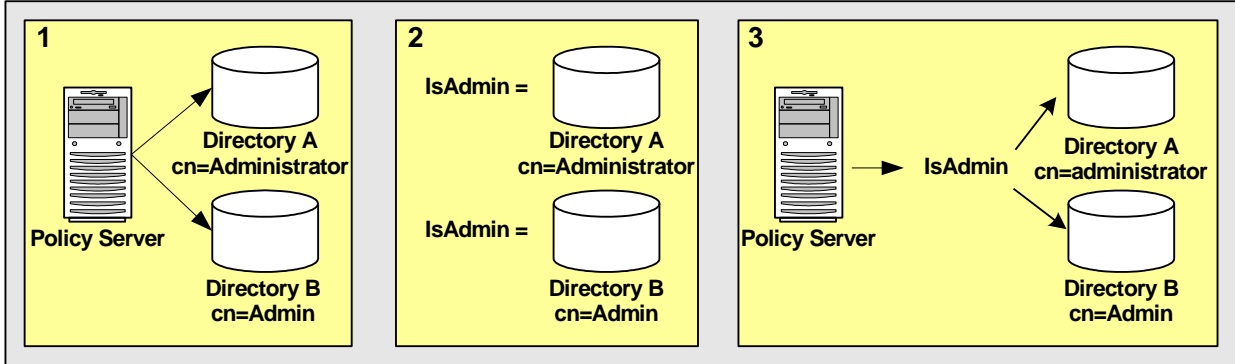 1
Directory A
cn=Administrator
Policy Server
Directory B
cn=Admin
2
IsAdmin =
Directory A
cn=Administrator
IsAdmin =
Directory B
cn=Admin
3
IsAdmin
Directory A
cn=administrator
Policy Server
Directory B
cn=Admin